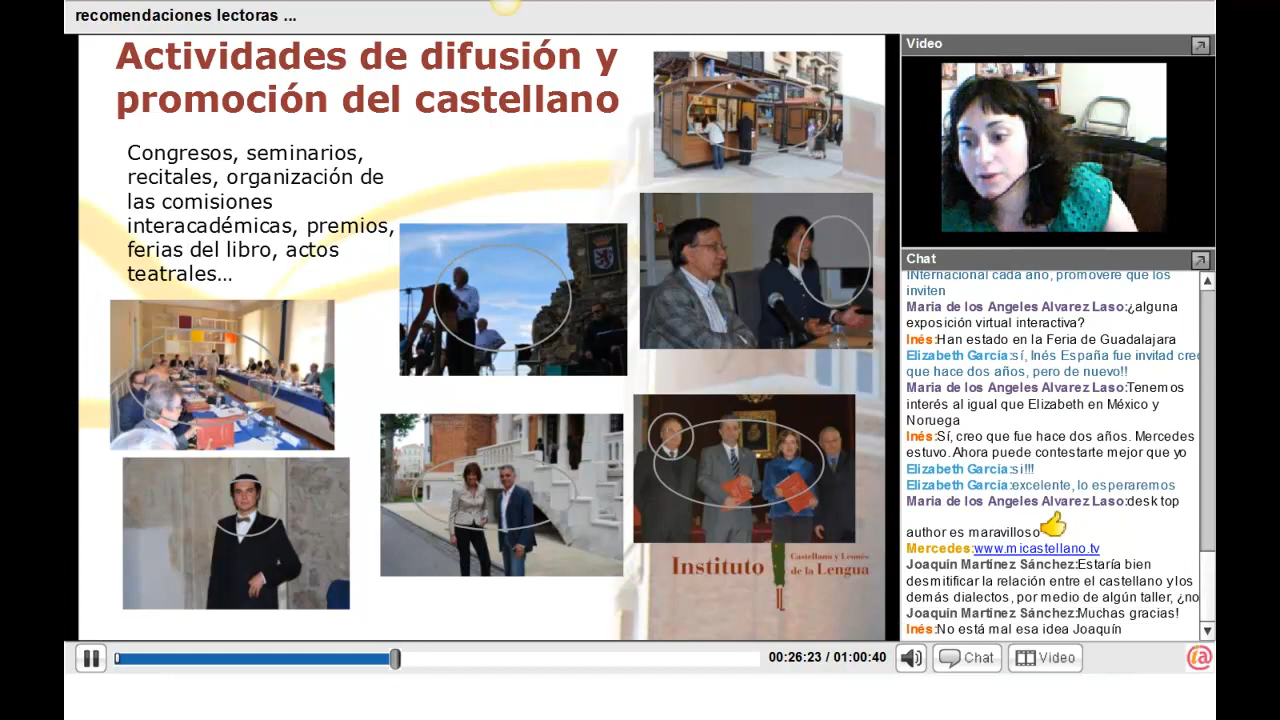 recomendaciones lectoras ...
Actividades de difusión y
promoción del castellano
Congresos, seminarios,
recitales, organización de
las comisiones
interacadémicas, premios,
ferias del libro, actos
teatrales...
Instituto
Castellano y Leonés
de la Lengua
Video
Chat
INternacional cada año, promoveré que los
inviten
Maria de los Angeles Alvarez Laso:¿alguna
exposición virtual interactiva?
Inés:Han estado en la Feria de Guadalajara
Elizabeth Garcia:sí, Inés España fue invitad creo
que hace dos años, pero de nuevo!!
Maria de los Angeles Alvarez Laso:Tenemos
interés al igual que Elizabeth en México y
Noruega
Inés:Sí, creo que fue hace dos años. Mercedes
estuvo. Ahora puede contestarte mejor que yo
Elizabeth Garcia:si!!!
Elizabeth Garcia:excelente, lo esperaremos
Maria de los Angeles Alvarez Laso:desk top
author es maravilloso
Mercedes:www.micastellano.tv
Joaquin Martinez Sánchez:Estaría bien
desmitificar la relación entre el castellano y los
demás dialectos, por medio de algún taller, ¿no
Joaquin Martinez Sánchez:Muchas gracias!
Inés:No está mal esa idea Joaquín
00:26:23 / 01:00:40
Chat
Video